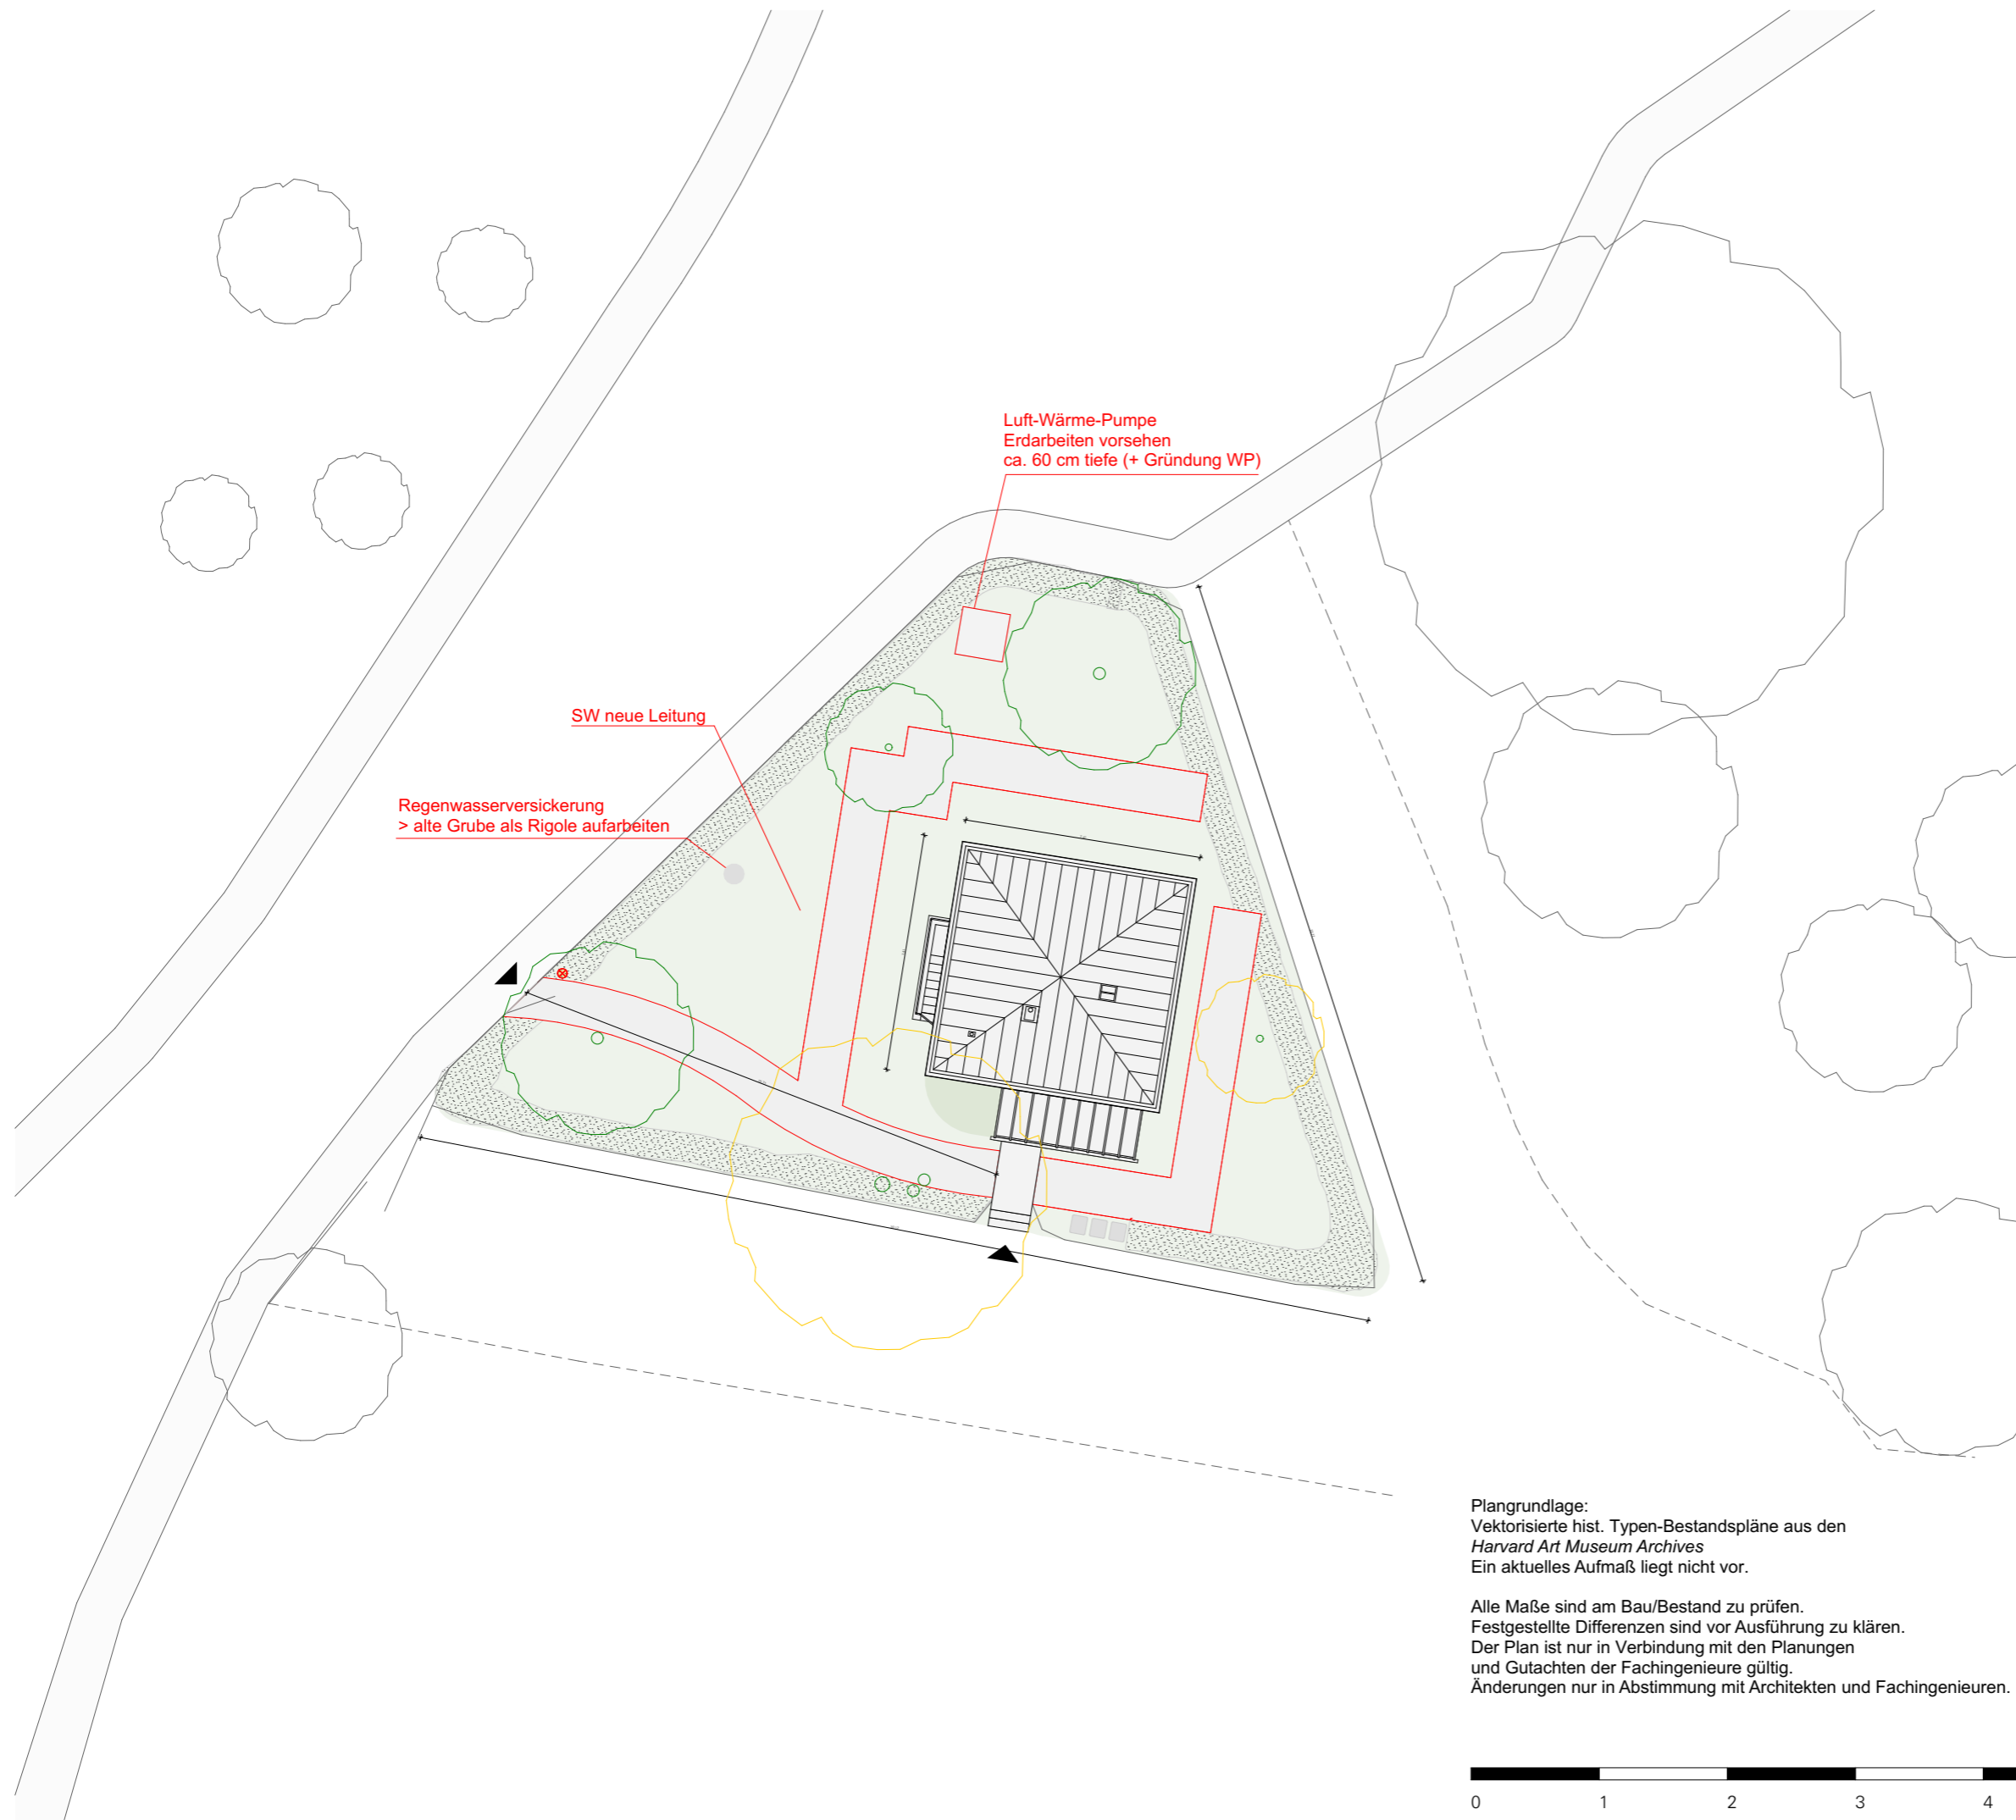 Luft-Wärme-Pumpe
Erdarbeiten vorsehen
ca. 60 cm tiefe (+ Gründung WP)
SW neue Leitung
Regenwasserversickerung
> alte Grube als Rigole aufarbeiten
Plangrundlage:
Vektorisierte hist. Typen-Bestandspläne aus den
Harvard Art Museum Archives
Ein aktuelles Aufmaß liegt nicht vor.
Alle Maße sind am Bau/Bestand zu prüfen.
Festgestellte Differenzen sind vor Ausführung zu klären.
Der Plan ist nur in Verbindung mit den Planungen
und Gutachten der Fachingenieure gültig.
Änderungen nur in Abstimmung mit Architekten und Fachingenieuren.
0 1 2 3 4